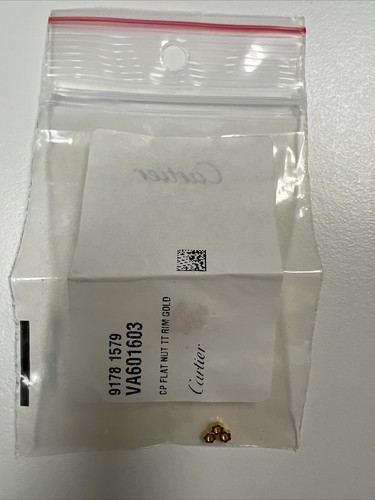 Cartier
9178 1579
VA601603
CP FLAT NUT TT RIM GOLD
Cartier